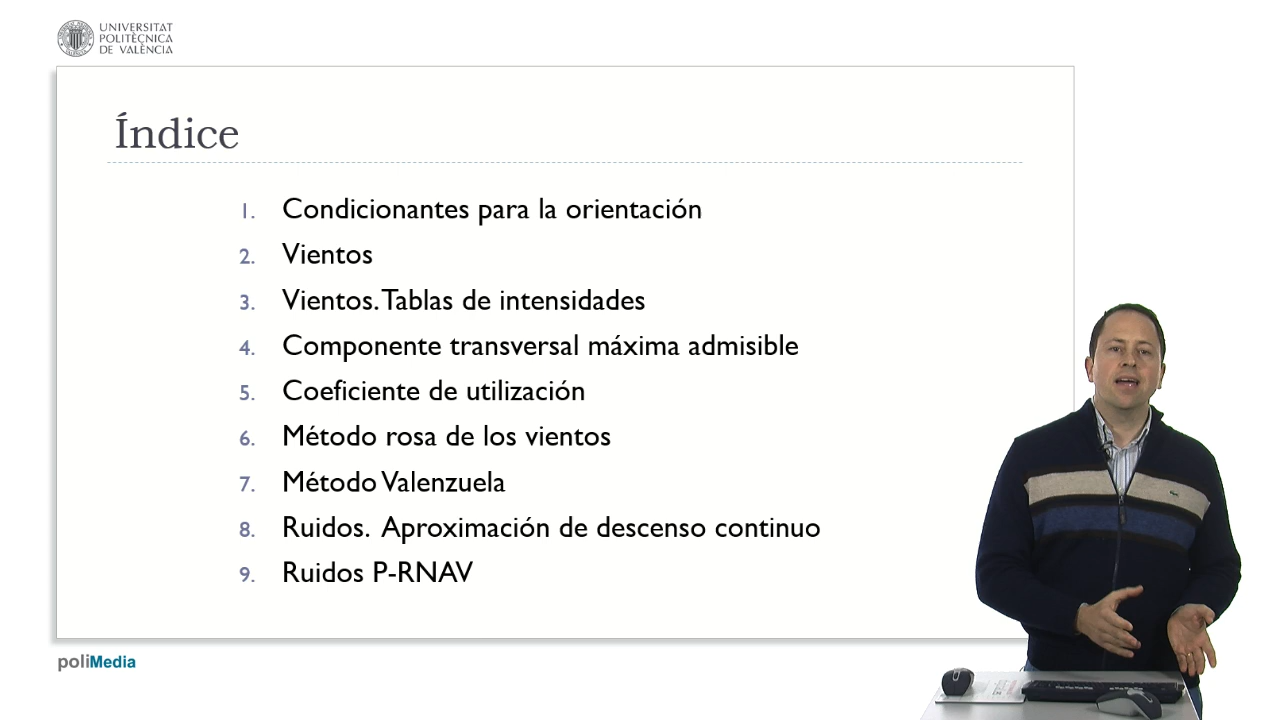 UNIVERSITAT
POLITÈCNICA
DE VALÈNCIA
Índice
1. Condicionantes para la orientación
2. Vientos
3. Vientos. Tablas de intensidades
4. Componente transversal máxima admisible
5. Coeficiente de utilización
6. Método rosa de los vientos
7. Método Valenzuela
8. Ruidos. Aproximación de descenso continuo
9. Ruidos P-RNAV
poliMedia